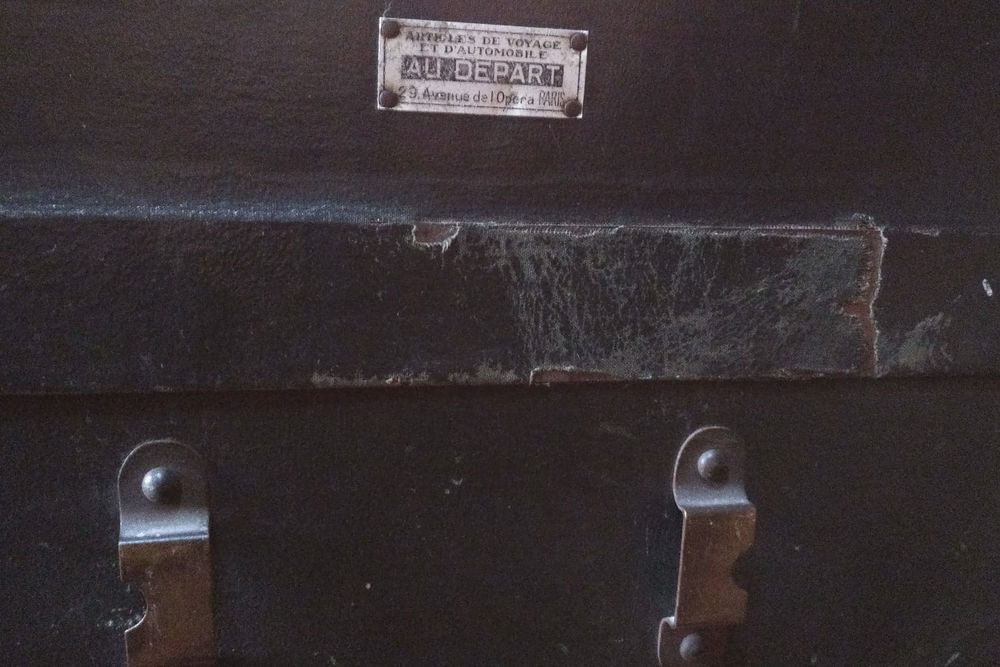 ARTICLES DE VOYAGE
ET D'AUTOMOBILE
AU DEPART
29. Avenue de l'Opera PARIS